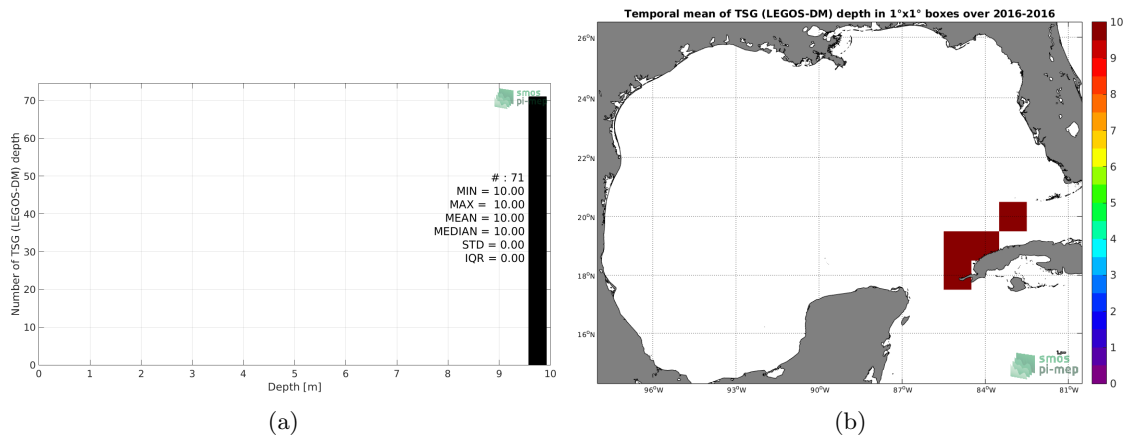 smos
pi-mep
Number of TSG (LEGOS-DM) depth
70
60
50
40
30
20
10
0
# : 71
MIN = 10.00
MAX = 10.00
MEAN = 10.00
MEDIAN = 10.00
STD = 0.00
IQR = 0.00
0 1 2 3 4 5 6 7 8 9 10
Depth [m]
(a)
Temporal mean of TSG (LEGOS-DM) depth in 1°x1° boxes over 2016-2016
26°N
24°N
22°N
20°N
18°N
16°N
96°W 93°W 90°W 87°W 84°W 81°W
smos
pi-mep
10
9
8
7
6
5
4
3
2
1
0
(b)